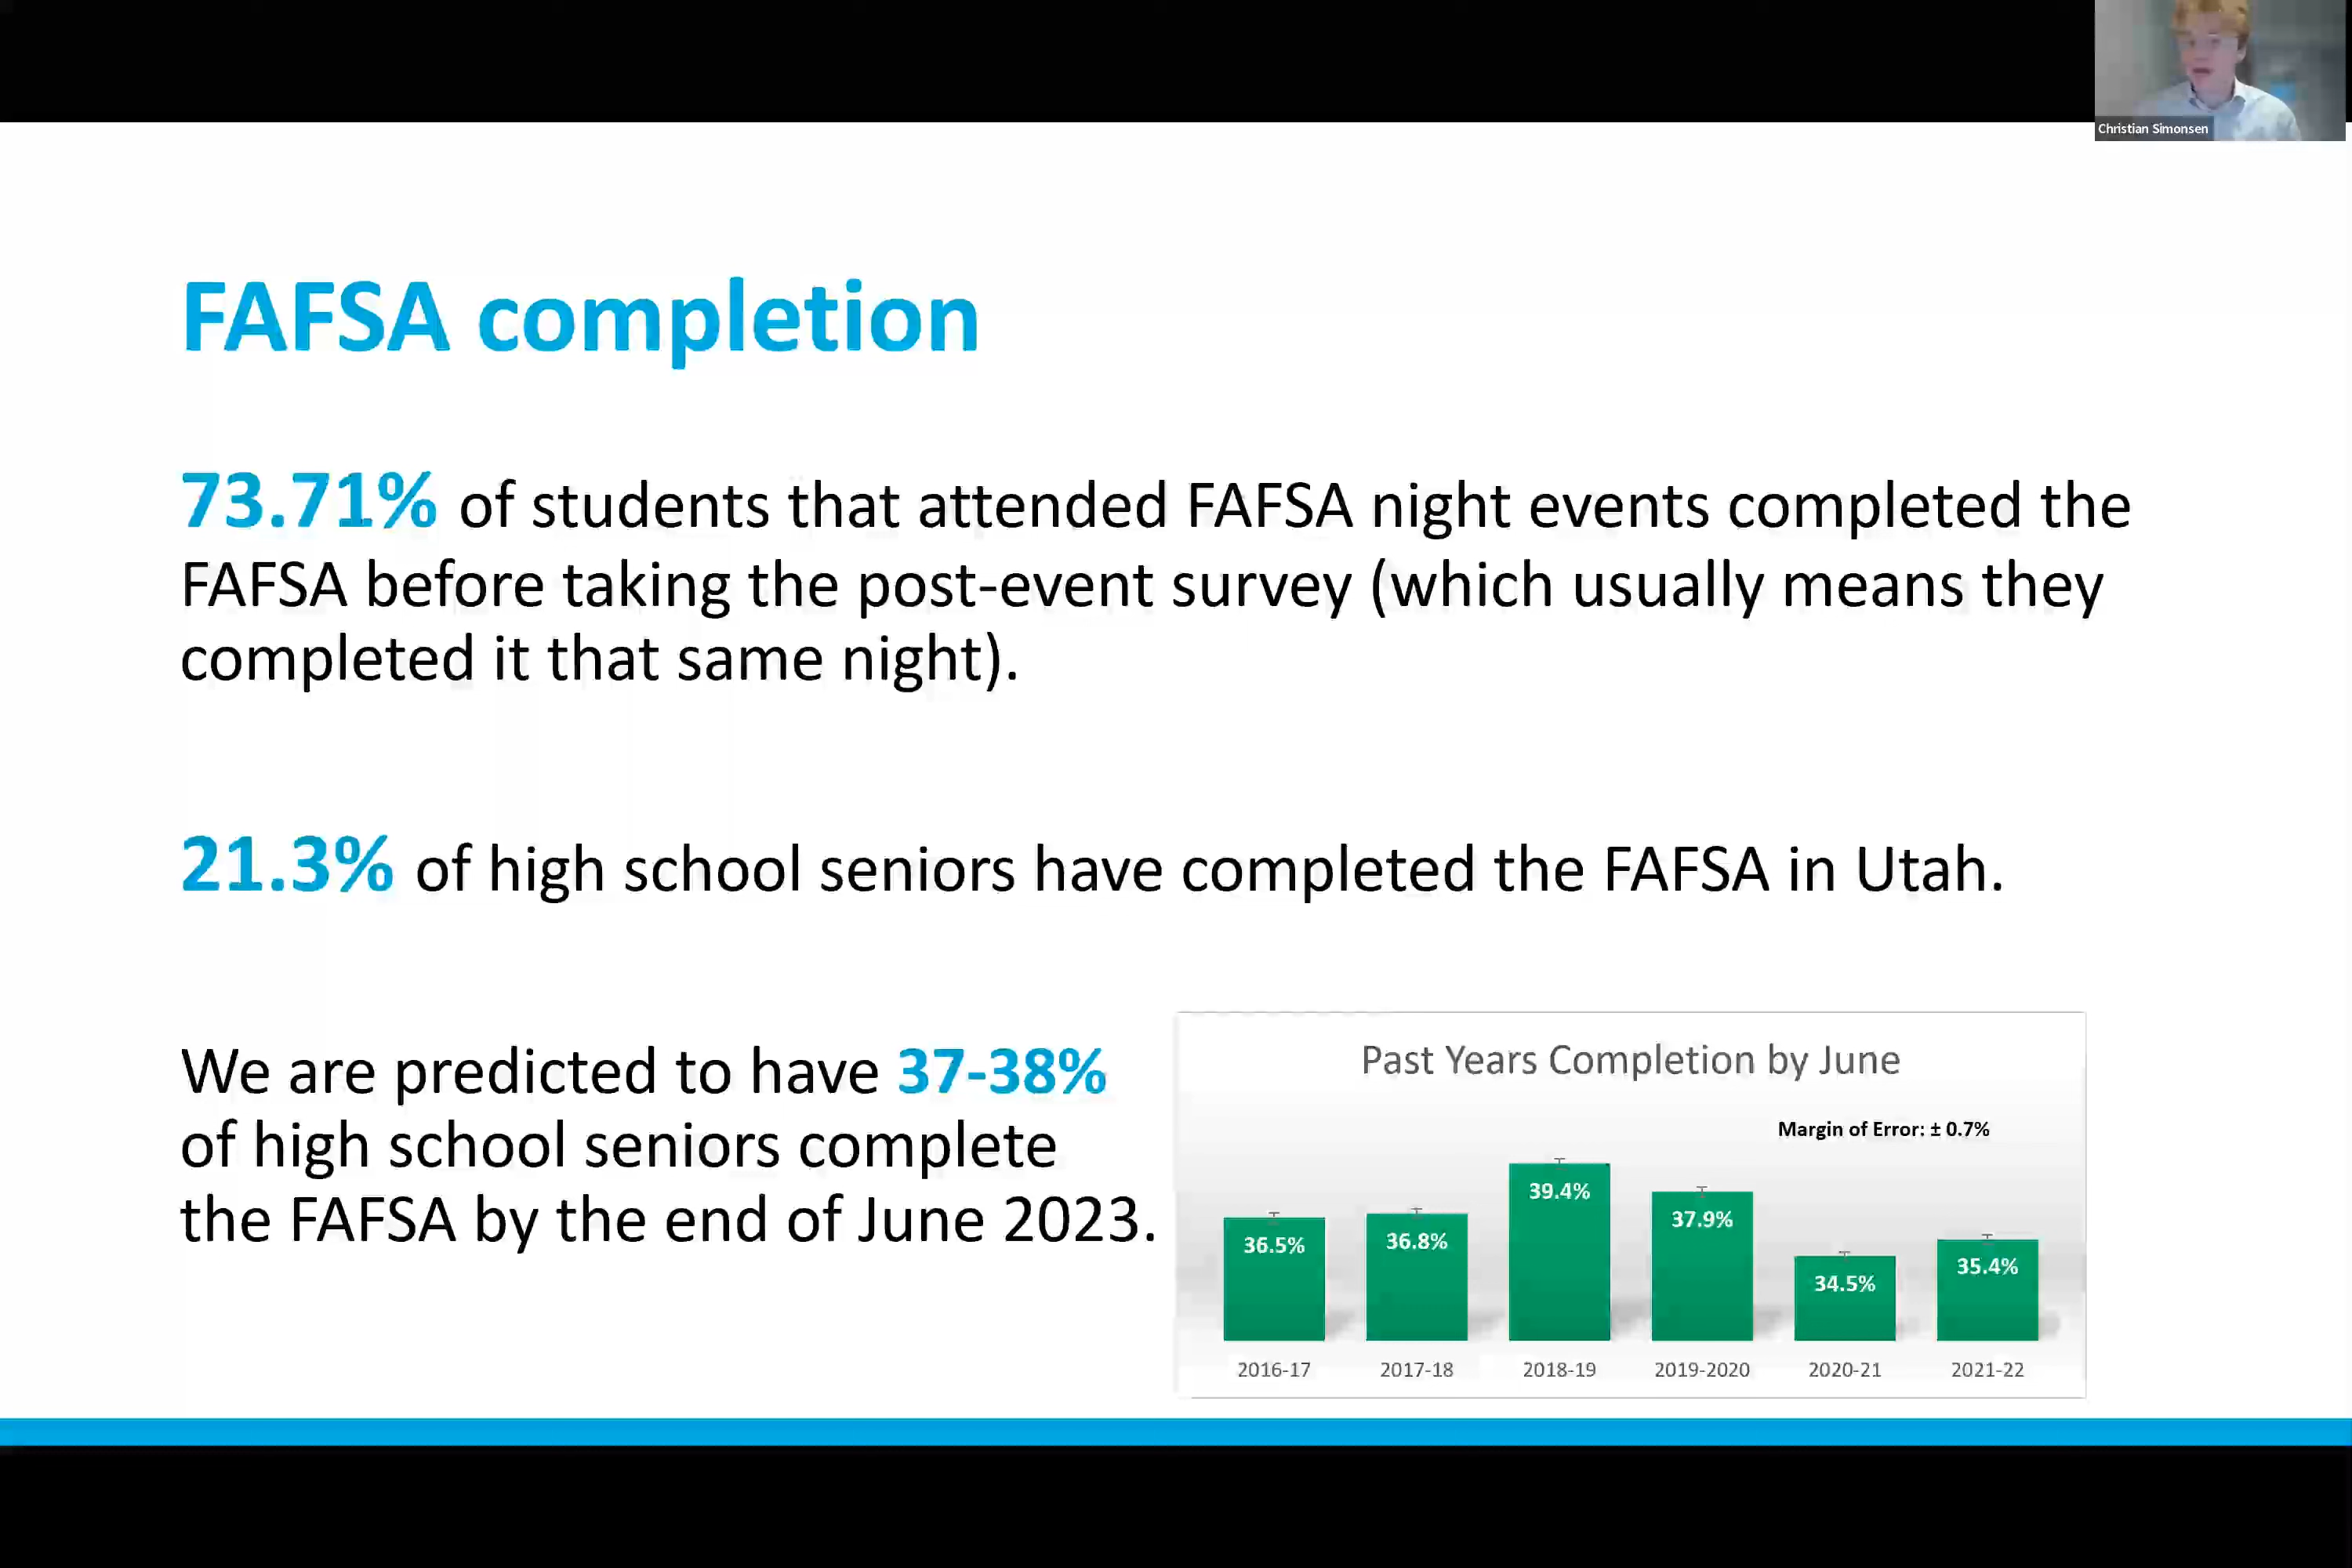 Christian Simonsen
FAFSA completion
73.71% of students that attended FAFSA night events completed the
FAFSA before taking the post-event survey (which usually means they
completed it that same night).
21.3% of high school seniors have completed the FAFSA in Utah.
We are predicted to have 37-38%
of high school seniors complete
the FAFSA by the end of June 2023.
Past Years Completion by June
Margin of Error: ± 0.7%
36.5% 36.8% 39.4% 37.9% 34.5% 35.4%
2016-17 2017-18 2018-19 2019-2020 2020-21 2021-22